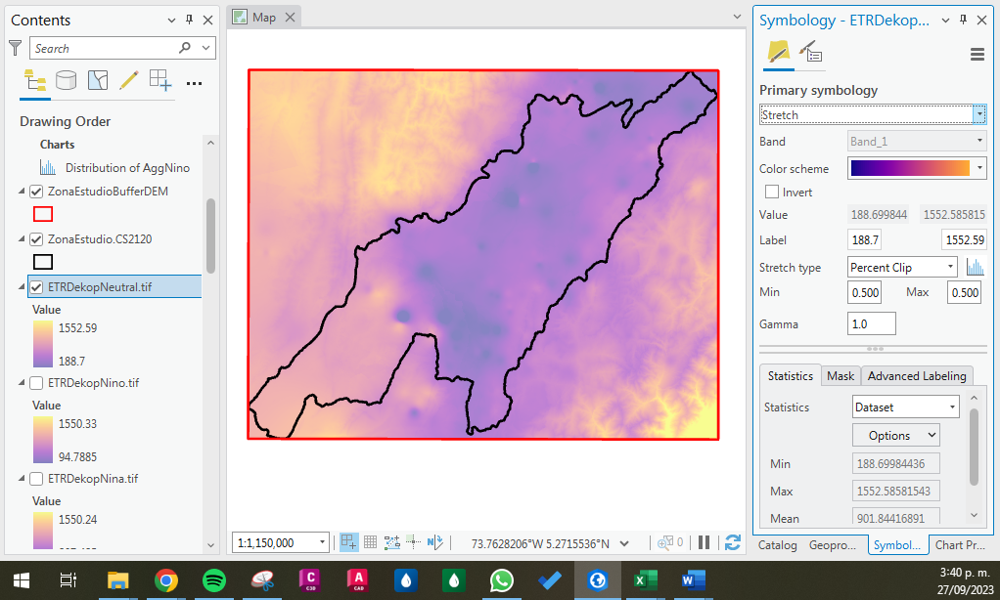 Contents
Search
Drawing Order
Charts
Distribution of AggNino
ZonaEstudioBufferDEM
ZonaEstudio.CS2120
ETRDekopNeutral.tif
Value
1552.59
188.7
ETRDekopNino.tif
Value
1550.33
94.7885
ETRDekopNina.tif
Value
1550.24
Map
1:1,150,000
73.7628206°W 5.2715536°N
0
Symbology - ETRDekop...
Primary symbology
Stretch
Band Band_1
Color scheme
Invert
Value 188.699844 1552.585815
Label 188.7 1552.59
Stretch type Percent Clip
Min 0.500 Max 0.500
Gamma 1.0
Statistics Mask Advanced Labeling
Statistics Dataset
Options
Min 188.69984436
Max 1552.58581543
Mean 901.84416891
Catalog Geopro... Symbol... Chart Pr...
C
C3D
A
CAD
3:40 p. m.
27/09/2023